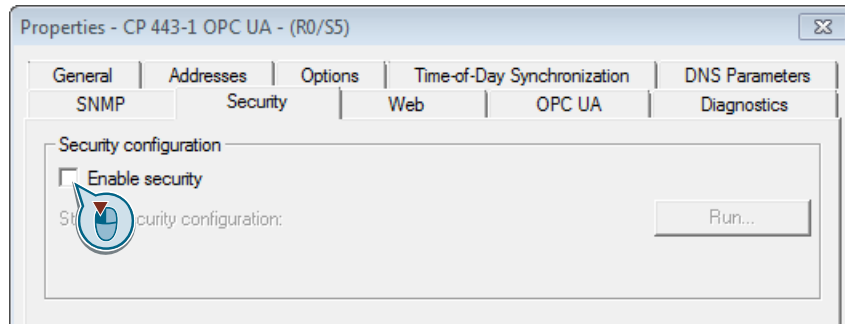 Properties - CP 443-1 OPC UA - (R0/S5)
General Addresses Options Time-of-Day Synchronization DNS Parameters
SNMP Security Web OPC UA Diagnostics
Security configuration
Enable security
configuration:
Run...